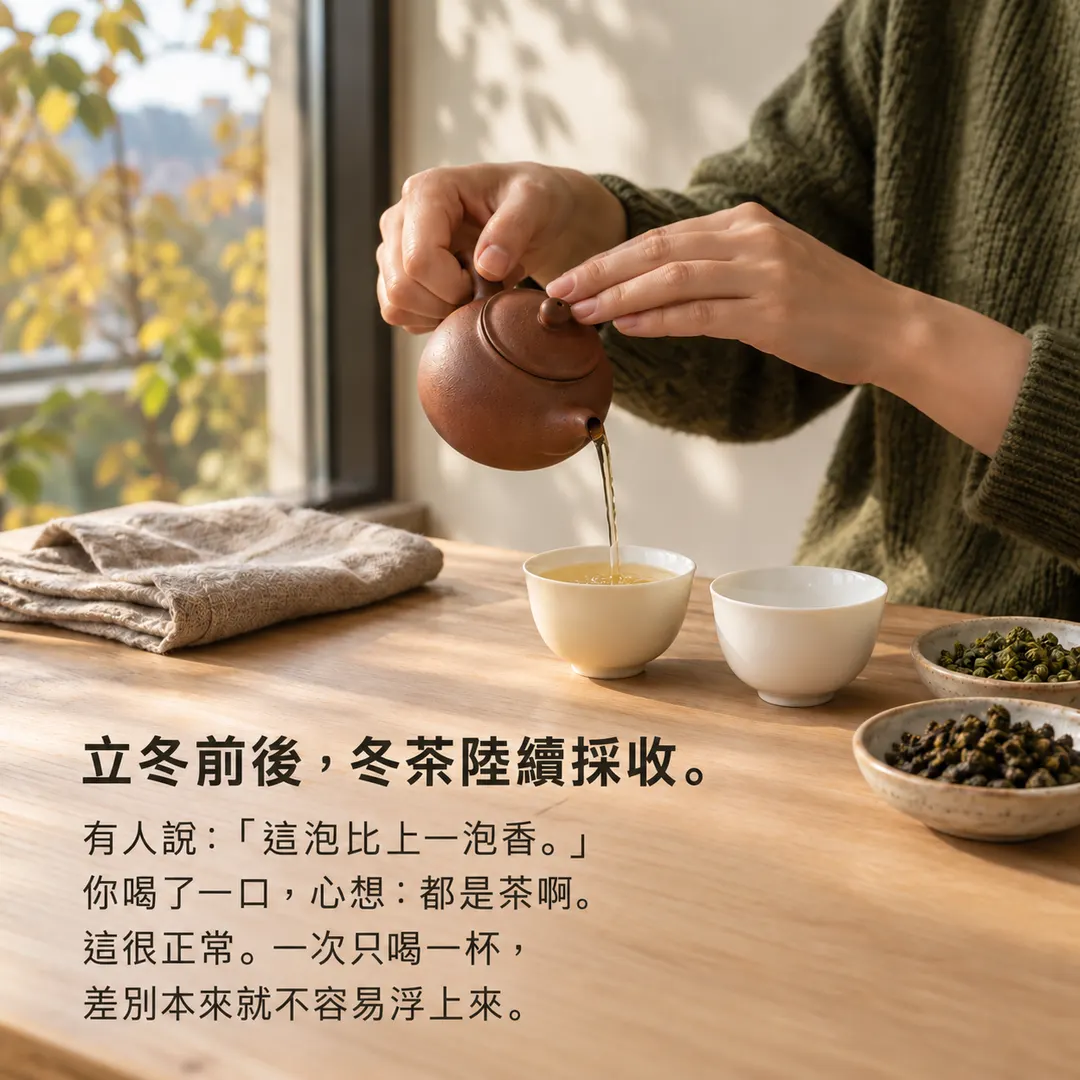 立冬前後，冬茶陸續採收。
有人說：「這泡比上一泡香。」
你喝了一口，心想：都是茶啊。
這很正常。一次只喝一杯，
差別本來就不容易浮上來。